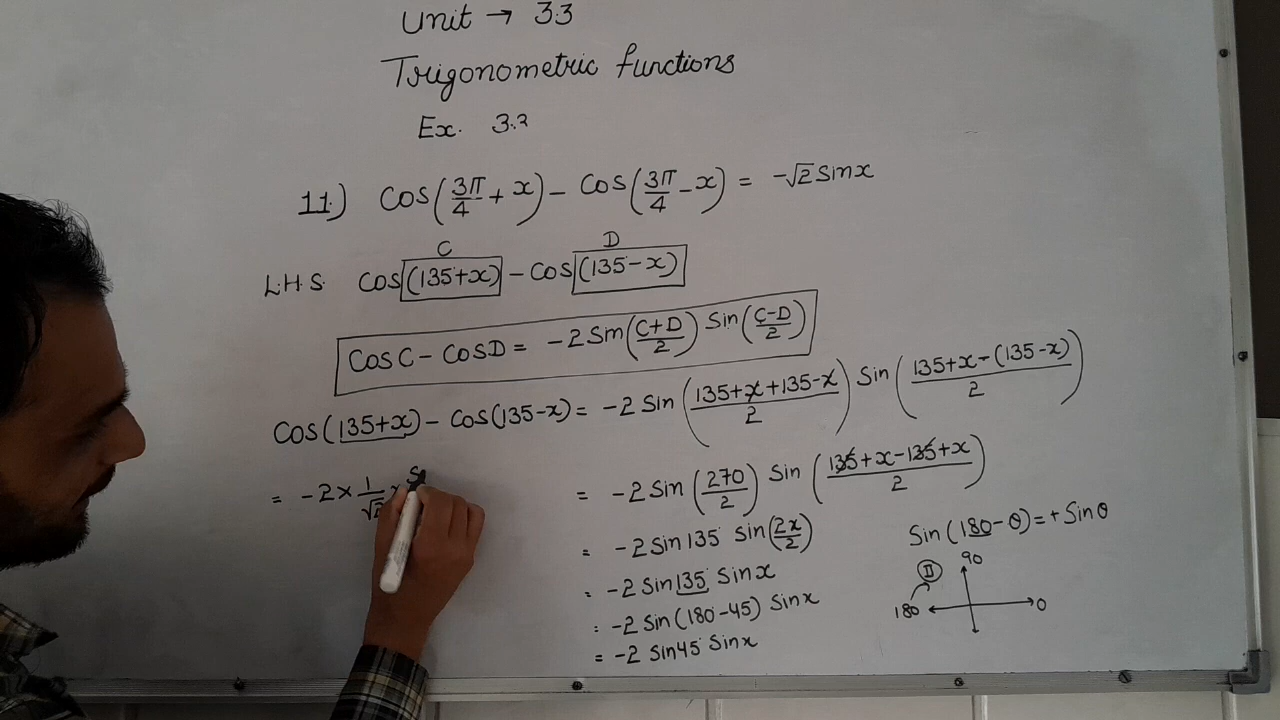 Unit → 33
Trigonometric functions
Ex. 3.3
11.) Cos(3π/4 + x) - Cos(3π/4 - x) = -√2 Sinx
C D
L.H.S. Cos(135+x) - Cos(135-x)
CosC - CosD = -2 Sin(C+D/2) Sin(C-D/2)
Cos(135+x) - Cos(135-x) = -2 Sin(135+x+135-x/2) Sin(135+x-(135-x)/2)
= -2 Sin(270/2) Sin(135+x-135+x/2)
= -2 Sin135 Sin(2x/2)
= -2 Sin135 Sinx
= -2 Sin(180-45) Sinx
= -2 Sin45 Sinx
Sin(180-θ) = + Sinθ
90
II
180 0
= -2 × 1/√2 × S